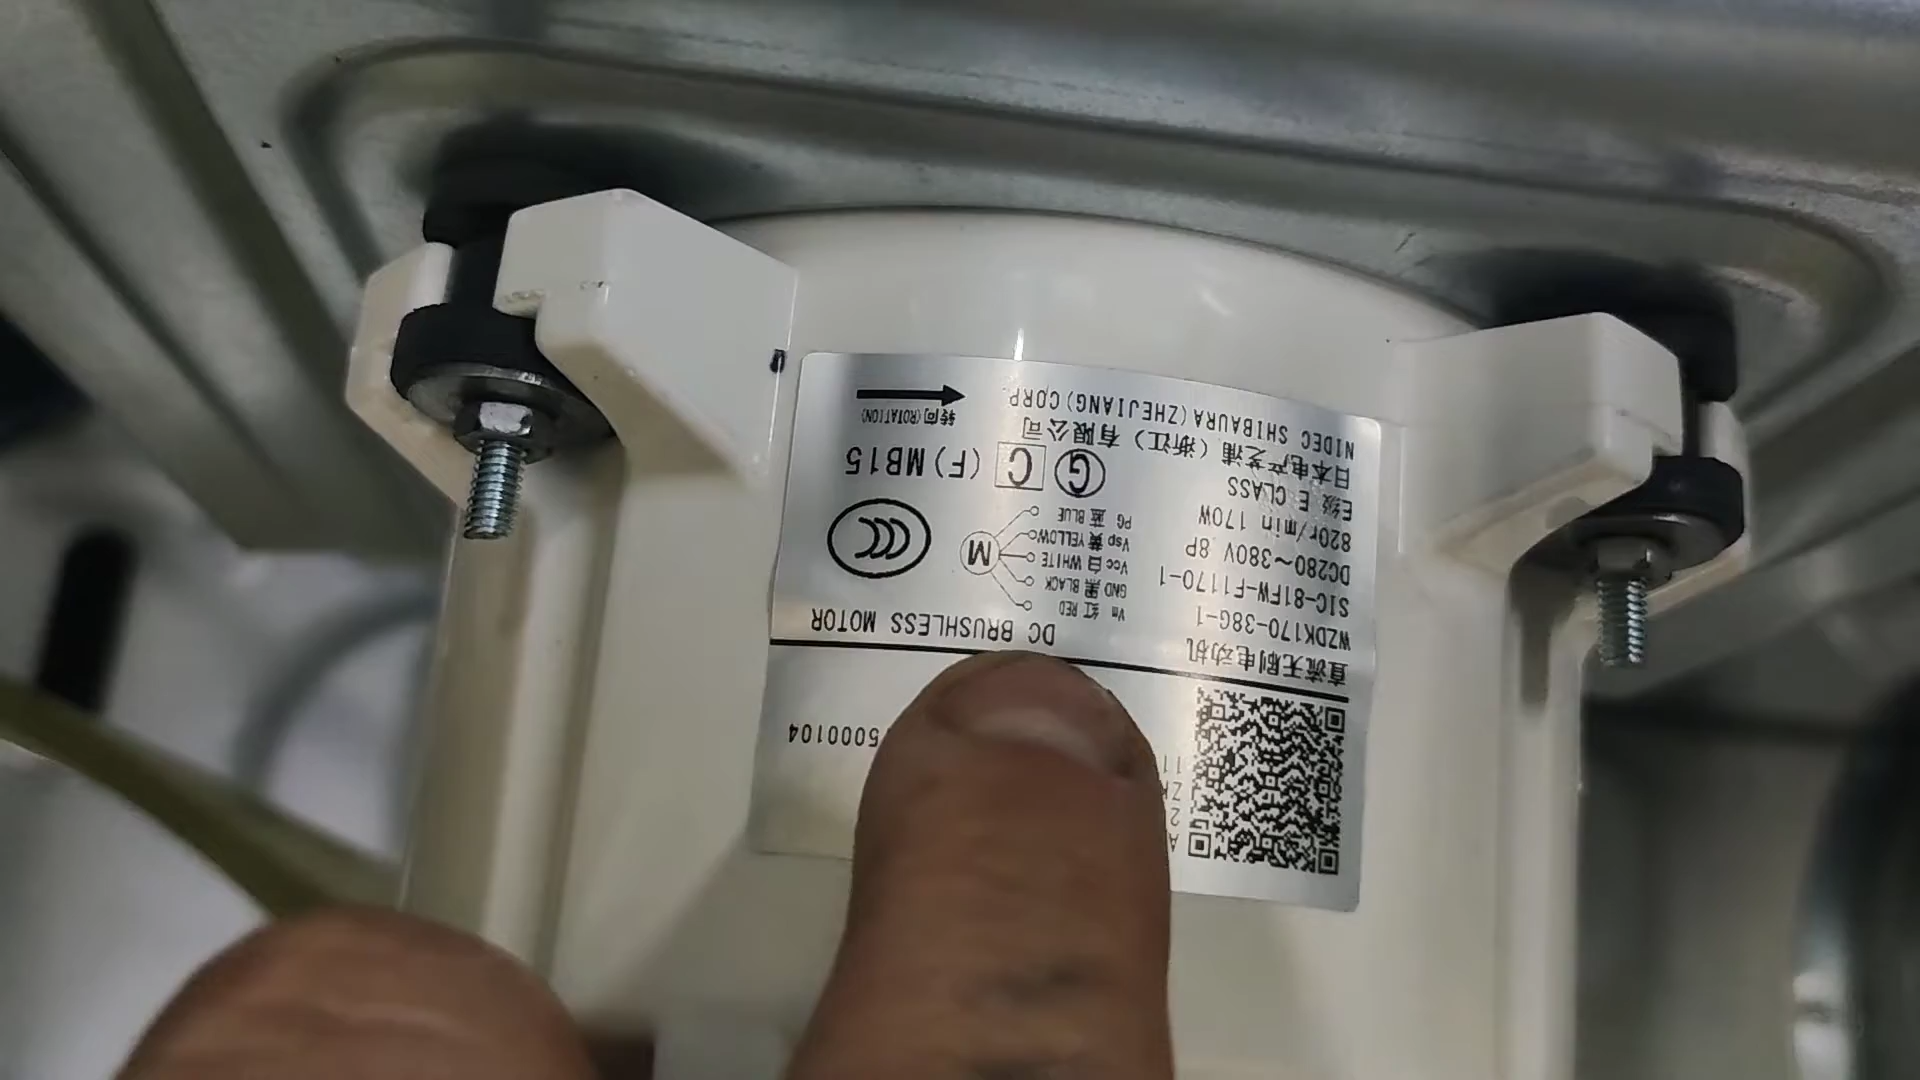 直流无刷电动机 DC BRUSHLESS MOTOR
WZDK170-38G-1
SIC-81FW-F1170-1
DC280~380V 8P
820r/min 170W
E级 E CLASS
日本电产芝浦(浙江)有限公司
NIDEC SHIBAURA(ZHEJIANG)CORP.
Vm 红 RED
GND 黑 BLACK
Vcc 白 WHITE
Vsp 黄 YELLOW
PG 蓝 BLUE
M
CCC
G C (F)MB15
转向(ROTATION)
5000104